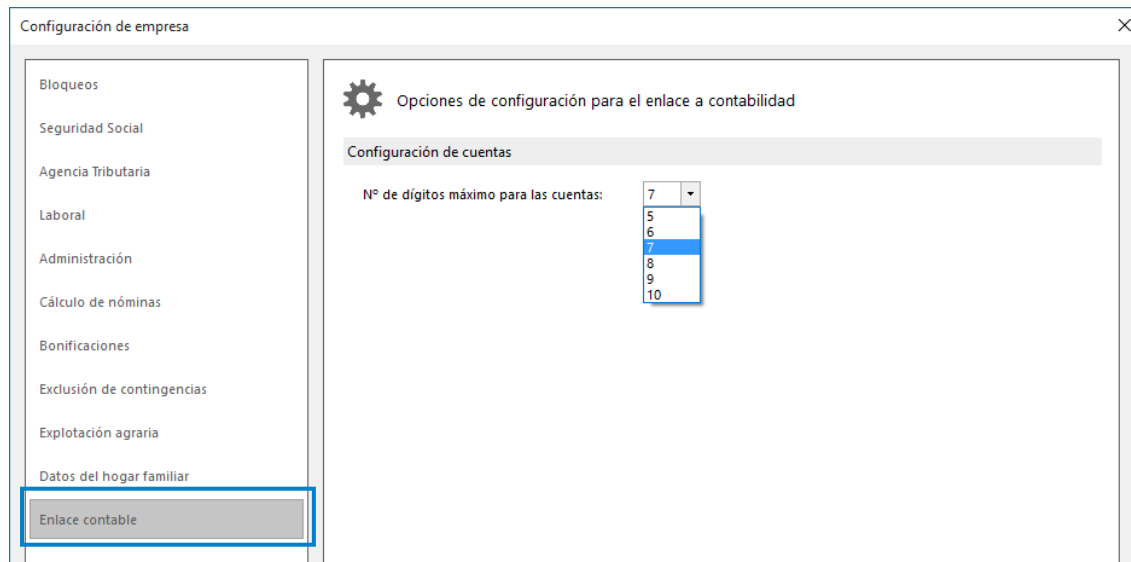 Configuración de empresa
Bloqueos
Seguridad Social
Agencia Tributaria
Laboral
Administración
Cálculo de nóminas
Bonificaciones
Exclusión de contingencias
Explotación agraria
Datos del hogar familiar
Enlace contable
Opciones de configuración para el enlace a contabilidad
Configuración de cuentas
Nº de dígitos máximo para las cuentas: 7
5
6
7
8
9
10